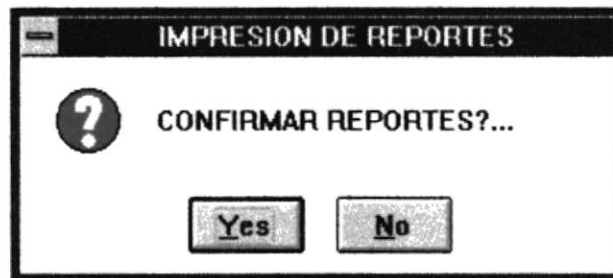 IMPRESION DE REPORTES
?
CONFIRMAR REPORTES?...
Yes No